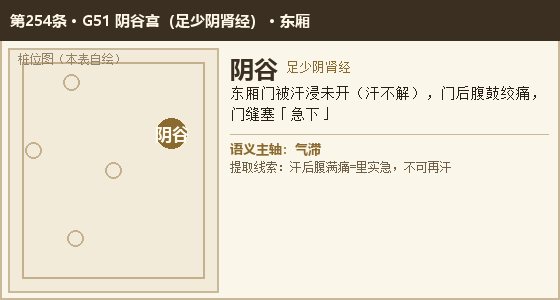 第254条・G51 阴谷宫（足少阴肾经）・东厢
桩位图（本表自绘）
阴谷
阴谷 足少阴肾经
东厢门被汗浸未开（汗不解），门后腹鼓绞痛，
门缝塞「急下」
语义主轴：气滞
提取线索：汗后腹满痛=里实急，不可再汗